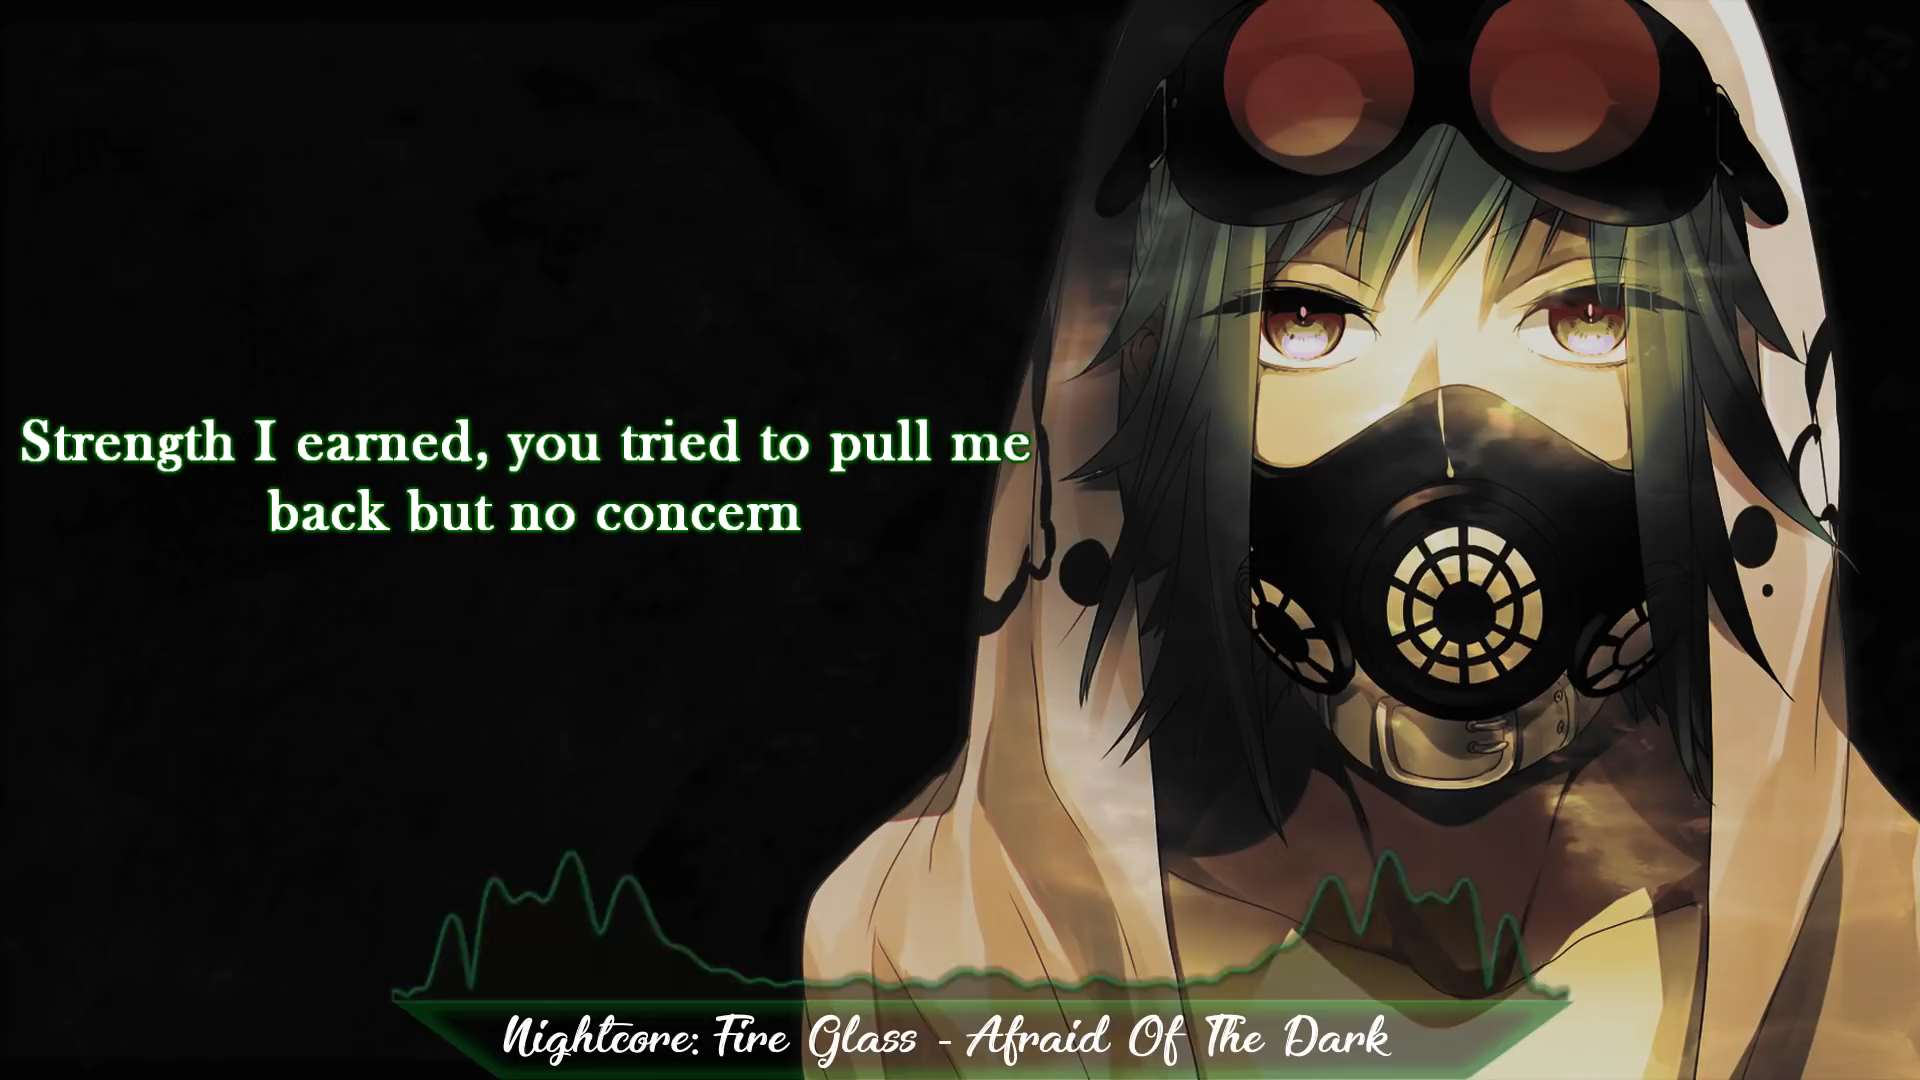 Strength I earned, you tried to pull me
back but no concern
Nightcore: Fire Glass - Afraid Of The Dark